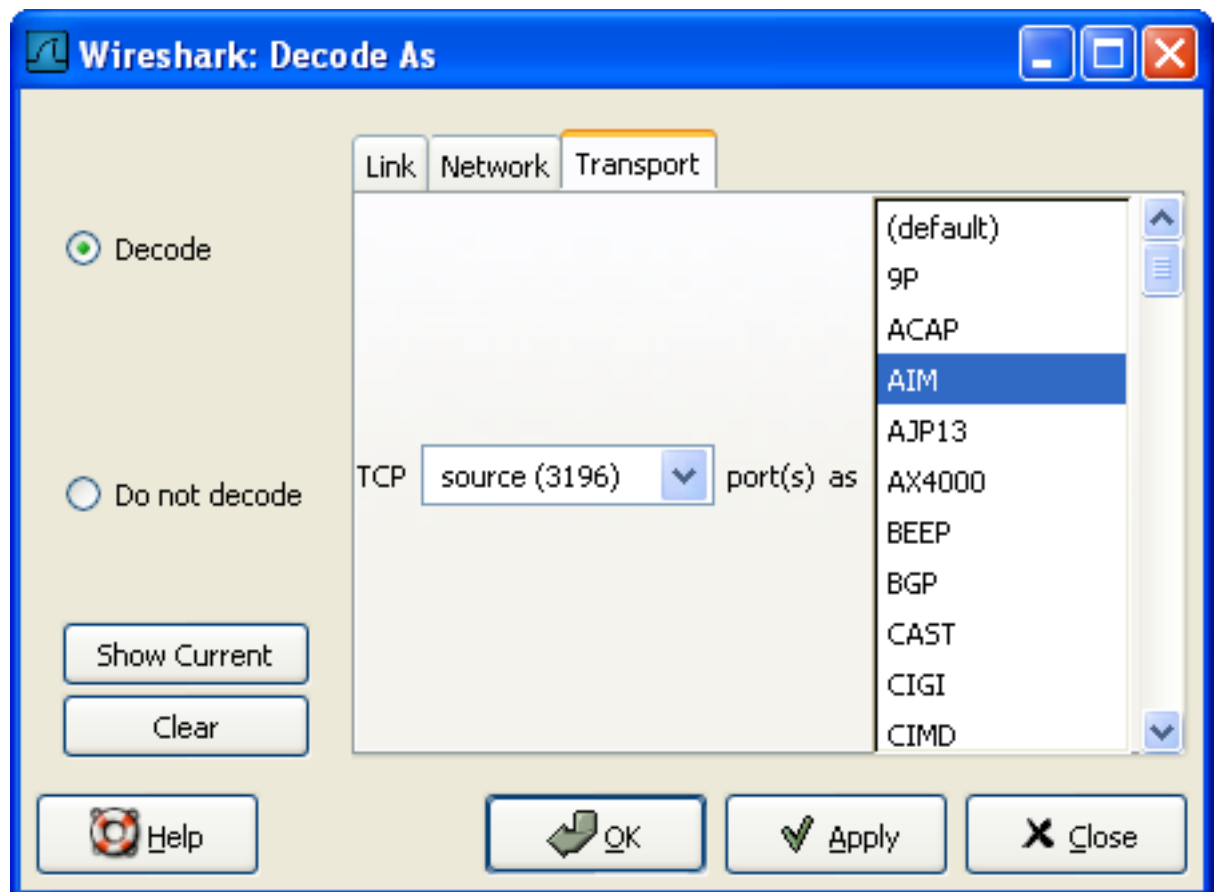 Wireshark: Decode As
Link Network Transport
Decode
Do not decode
TCP source (3196) port(s) as
(default)
9P
ACAP
AIM
AJP13
AX4000
BEEP
BGP
CAST
CIGI
CIMD
Show Current
Clear
Help OK Apply Close